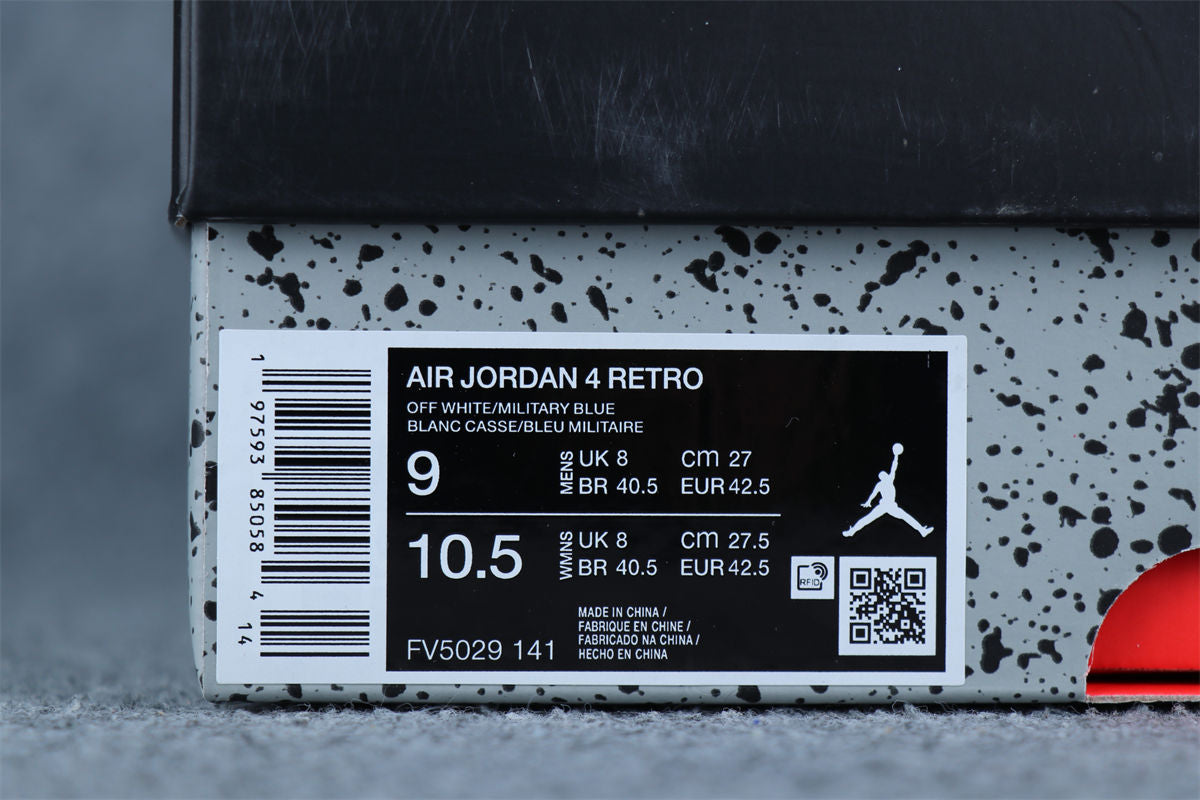 1
97593
85058
4
14
AIR JORDAN 4 RETRO
OFF WHITE/MILITARY BLUE
BLANC CASSE/BLEU MILITAIRE
9
MENS
UK 8 cm 27
BR 40.5 EUR 42.5
10.5
WMNS
UK 8 cm 27.5
BR 40.5 EUR 42.5
RFID
FV5029 141
MADE IN CHINA /
FABRIQUE EN CHINE /
FABRICADO NA CHINA /
HECHO EN CHINA